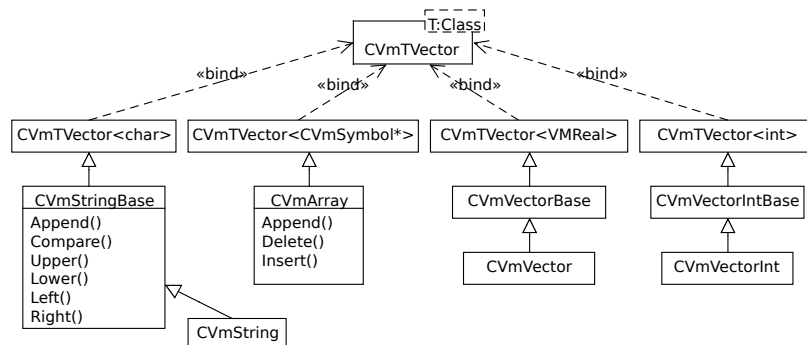 T:Class
CVmTVector
«bind»
«bind»
«bind»
«bind»
CVmTVector<char>
CVmTVector<CVmSymbol*>
CVmTVector<VMReal>
CVmTVector<int>
CVmStringBase
Append()
Compare()
Upper()
Lower()
Left()
Right()
CVmArray
Append()
Delete()
Insert()
CVmVectorBase
CVmVectorIntBase
CVmVector
CVmVectorInt
CVmString